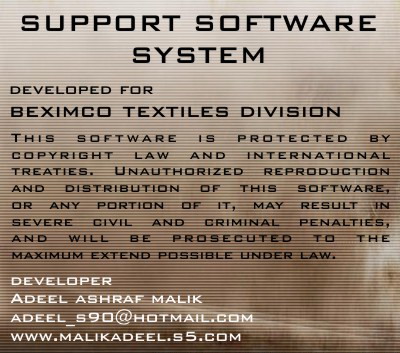 SUPPORT SOFTWARE
SYSTEM
DEVELOPED FOR
BEXIMCO TEXTILES DIVISION
THIS SOFTWARE IS PROTECTED BY
COPYRIGHT LAW AND INTERNATIONAL
TREATIES. UNAUTHORIZED REPRODUCTION
AND DISTRIBUTION OF THIS SOFTWARE,
OR ANY PORTION OF IT, MAY RESULT IN
SEVERE CIVIL AND CRIMINAL PENALTIES,
AND WILL BE PROSECUTED TO THE
MAXIMUM EXTEND POSSIBLE UNDER LAW.
DEVELOPER
ADEEL ASHRAF MALIK
ADEEL_S90@HOTMAIL.COM
WWW.MALIKADEEL.S5.COM